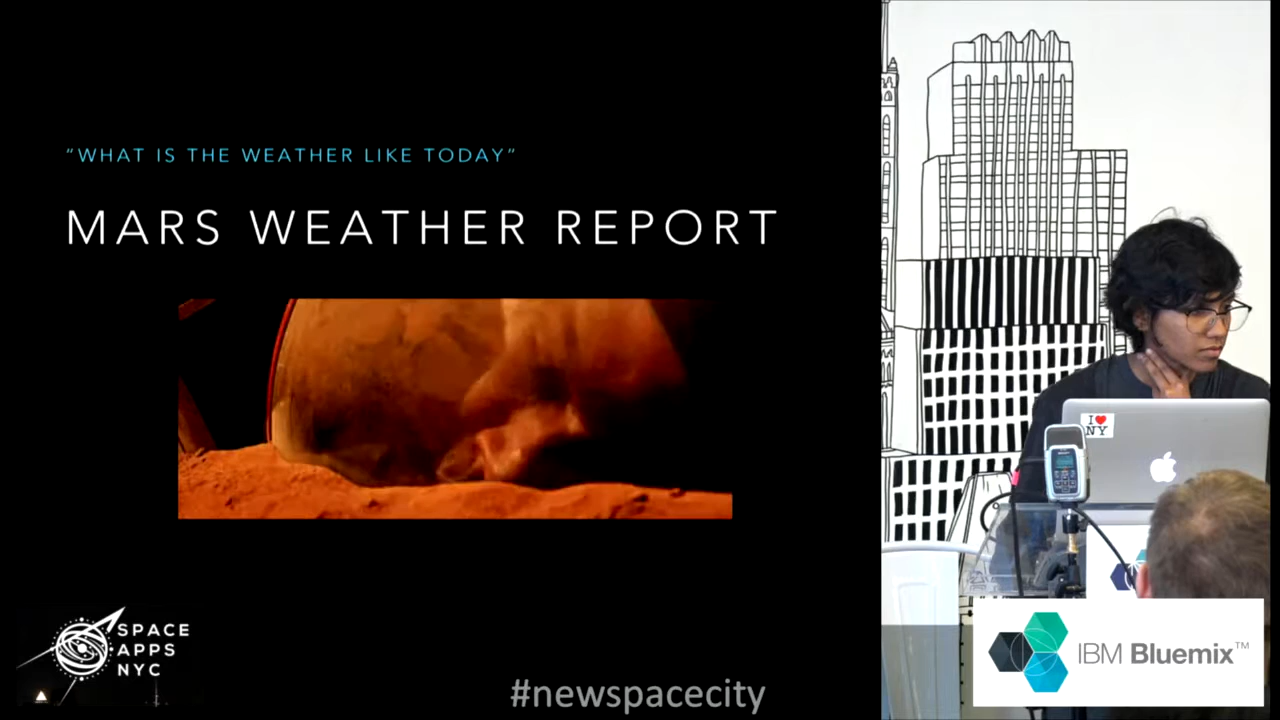 “WHAT IS THE WEATHER LIKE TODAY”
MARS WEATHER REPORT
I ♥
NY
SPACE
APPS
NYC
IBM Bluemix™
#newspacecity